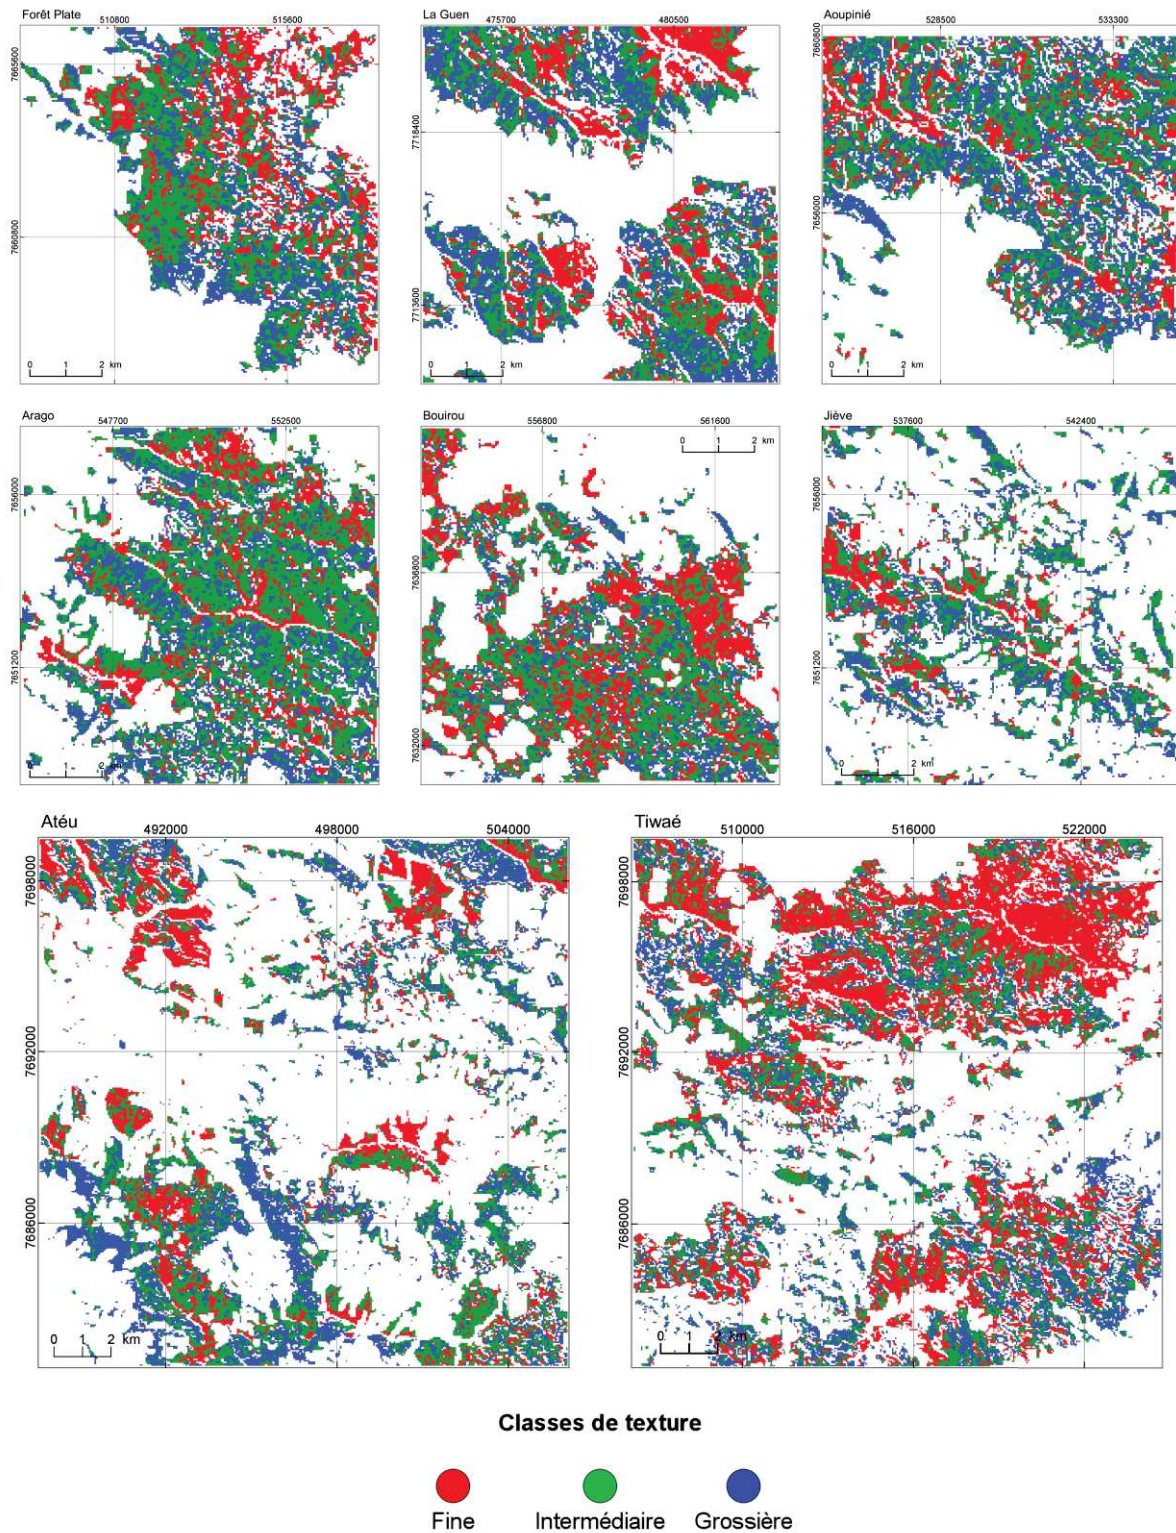 Forêt Plate
510800 515600
7665600
7660800
0 1 2 km
La Guen
475700 480500
7718400
7713600
0 1 2 km
Aoupinié
528500 533300
7660800
7656000
0 1 2 km
Arago
547700 552500
7656000
7651200
0 1 2 km
Bouirou
556800 561600
0 1 2 km
7636800
7632000
Jiève
537600 542400
7656000
7651200
0 1 2 km
Atéu
492000 498000 504000
7698000
7692000
7686000
0 1 2 km
Tiwaé
510000 516000 522000
7698000
7692000
7686000
0 1 2 km
Classes de texture
Fine Intermédiaire Grossière